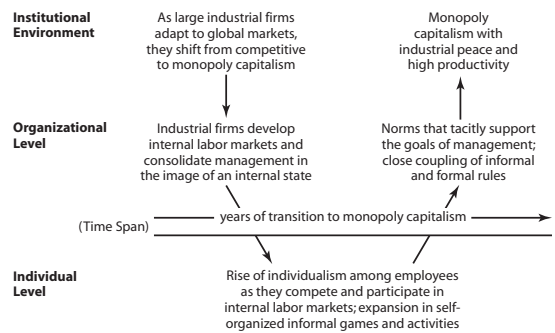 Institutional
Environment
As large industrial firms
adapt to global markets,
they shift from competitive
to monopoly capitalism
Monopoly
capitalism with
industrial peace and
high productivity
Organizational
Level
Industrial firms develop
internal labor markets and
consolidate management in
the image of an internal state
Norms that tacitly support
the goals of management;
close coupling of informal
and formal rules
(Time Span)
years of transition to monopoly capitalism
Individual
Level
Rise of individualism among employees
as they compete and participate in
internal labor markets; expansion in self-
organized informal games and activities